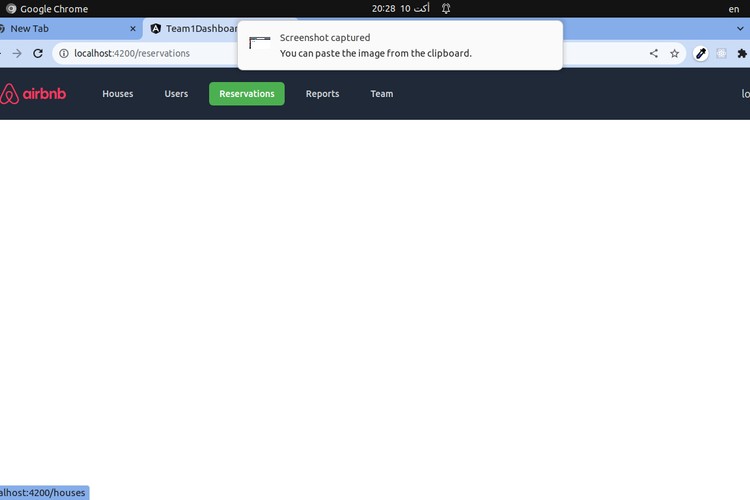 Google Chrome
20:28 10 أكت
en
New Tab
Team1Dashboar
Screenshot captured
You can paste the image from the clipboard.
localhost:4200/reservations
airbnb
Houses
Users
Reservations
Reports
Team
lo
alhost:4200/houses